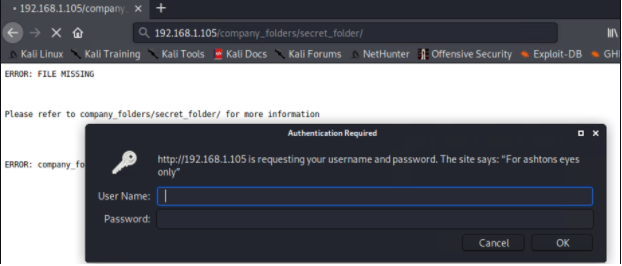 192.168.1.105/company_
192.168.1.105/company_folders/secret_folder/
Kali Linux Kali Training Kali Tools Kali Docs Kali Forums NetHunter Offensive Security Exploit-DB GH
ERROR: FILE MISSING
Please refer to company_folders/secret_folder/ for more information
ERROR: company_fo
Authentication Required
http://192.168.1.105 is requesting your username and password. The site says: “For ashtons eyes
only”
User Name:
Password:
Cancel OK